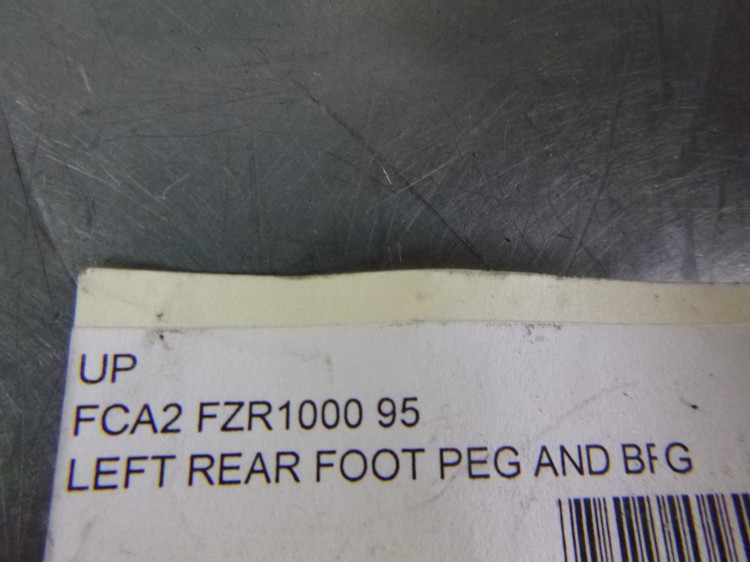 UP
FCA2 FZR1000 95
LEFT REAR FOOT PEG AND